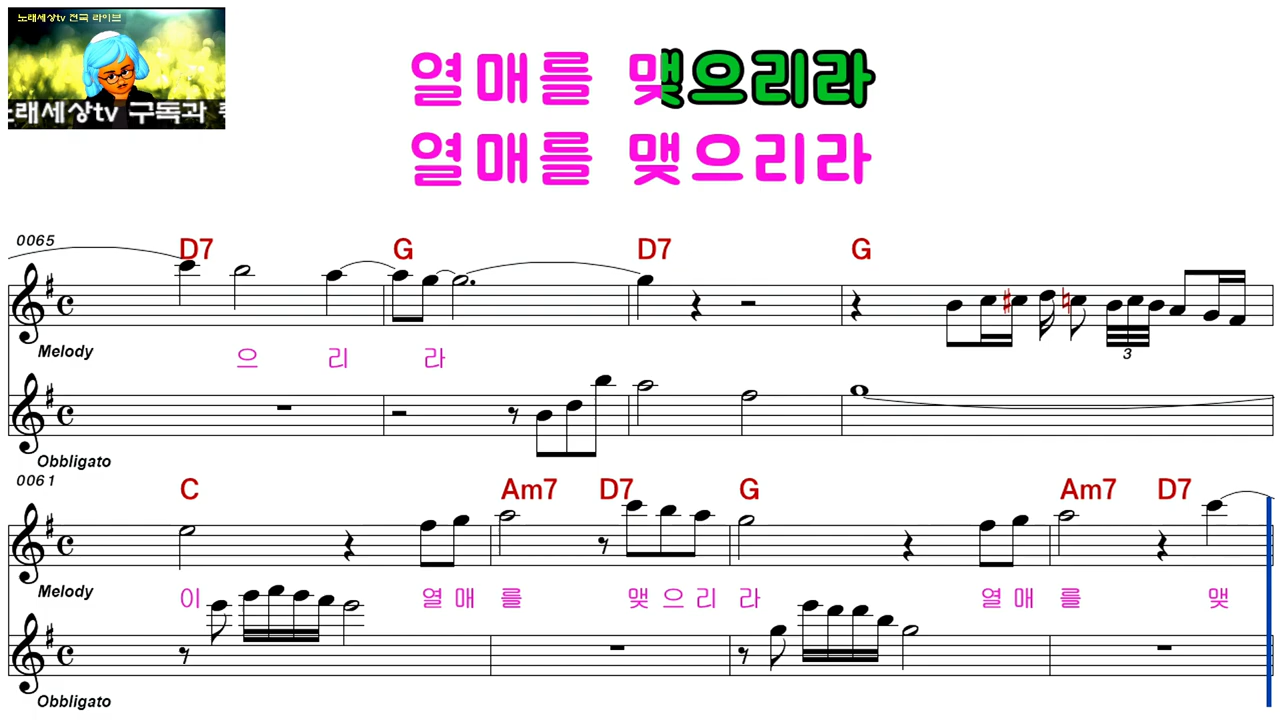 노래세상tv 전국 라이브
노래세상tv 구독과
열매를 맺으리라
열매를 맺으리라
0065
D7 G D7 G
Melody
으 리 라
3
Obbligato
0061
C Am7 D7 G Am7 D7
Melody
이 열 매 를 맺 으 리 라 열 매 를 맺
Obbligato